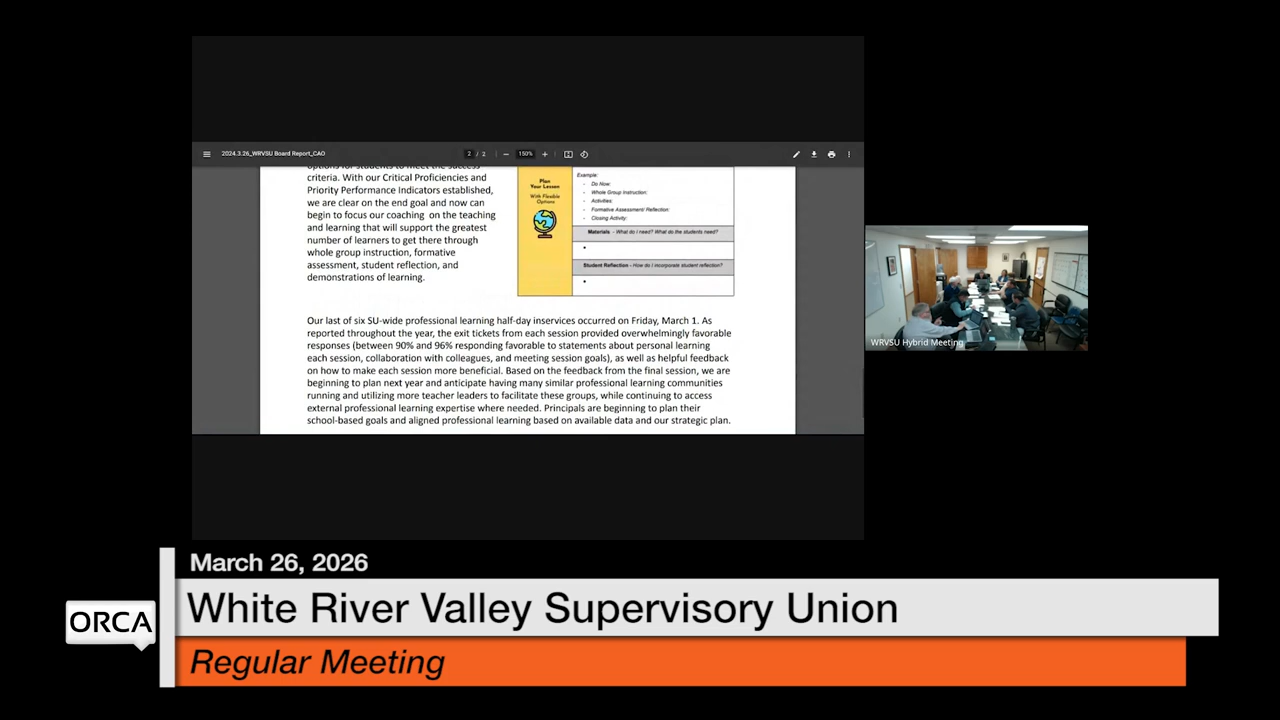 2024.3.26_WRVSU Board Report_CAO
2 / 2
150%
options for students to meet the success
criteria. With our Critical Proficiencies and
Priority Performance Indicators established,
we are clear on the end goal and now can
begin to focus our coaching on the teaching
and learning that will support the greatest
number of learners to get there through
whole group instruction, formative
assessment, student reflection, and
demonstrations of learning.
Plan
Your Lesson
With Flexible
Options
Example:
- Do Now:
- Whole Group Instruction:
- Activities:
- Formative Assessment/ Reflection:
- Closing Activity:
Materials - What do I need? What do the students need?
Student Reflection - How do I incorporate student reflection?
Our last of six SU-wide professional learning half-day inservices occurred on Friday, March 1. As
reported throughout the year, the exit tickets from each session provided overwhelmingly favorable
responses (between 90% and 96% responding favorable to statements about personal learning
each session, collaboration with colleagues, and meeting session goals), as well as helpful feedback
on how to make each session more beneficial. Based on the feedback from the final session, we are
beginning to plan next year and anticipate having many similar professional learning communities
running and utilizing more teacher leaders to facilitate these groups, while continuing to access
external professional learning expertise where needed. Principals are beginning to plan their
school-based goals and aligned professional learning based on available data and our strategic plan.
WRVSU Hybrid Meeting
March 26, 2026
ORCA
White River Valley Supervisory Union
Regular Meeting